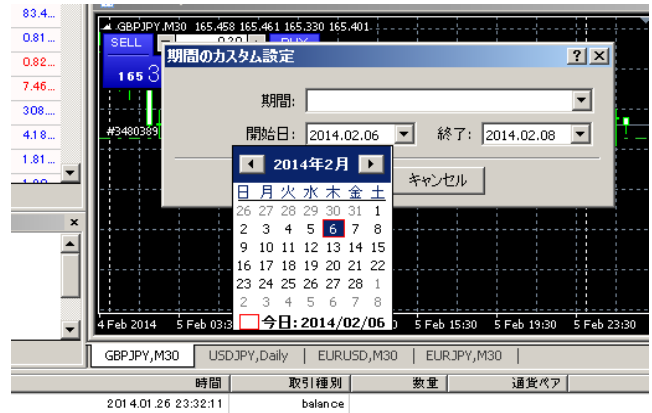 83.4...
0.81...
0.82...
7.46...
308....
4.18...
1.81...
GBPJPY,M30 165.458 165.461 165.330 165.401
SELL
165 3
期間のカスタム設定
期間:
開始日: 2014.02.06 終了: 2014.02.08
キャンセル
#3480389
2014年2月
日 月 火 水 木 金 土
26 27 28 29 30 31 1
2 3 4 5 6 7 8
9 10 11 12 13 14 15
16 17 18 19 20 21 22
23 24 25 26 27 28 1
2 3 4 5 6 7 8
今日: 2014/02/06
4 Feb 2014 5 Feb 03:3 5 Feb 15:30 5 Feb 19:30 5 Feb 23:30
GBPJPY,M30 USDJPY,Daily EURUSD,M30 EURJPY,M30
時間 取引種別 数量 通貨ペア
2014.01.26 23:32:11 balance